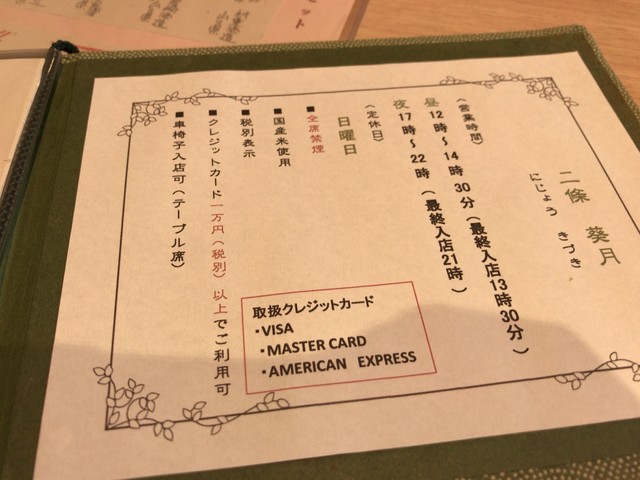 二條 葵月
にじょう きづき
(営業時間)
昼 12時〜14時30分(最終入店13時30分)
夜 17時〜22時(最終入店21時)
(定休日)
日曜日
■全席禁煙
■国産米使用
■税別表示
■クレジットカード一万円(税別)以上でご利用可
■車椅子入店可(テーブル席)
取扱クレジットカード
・VISA
・MASTER CARD
・AMERICAN EXPRESS